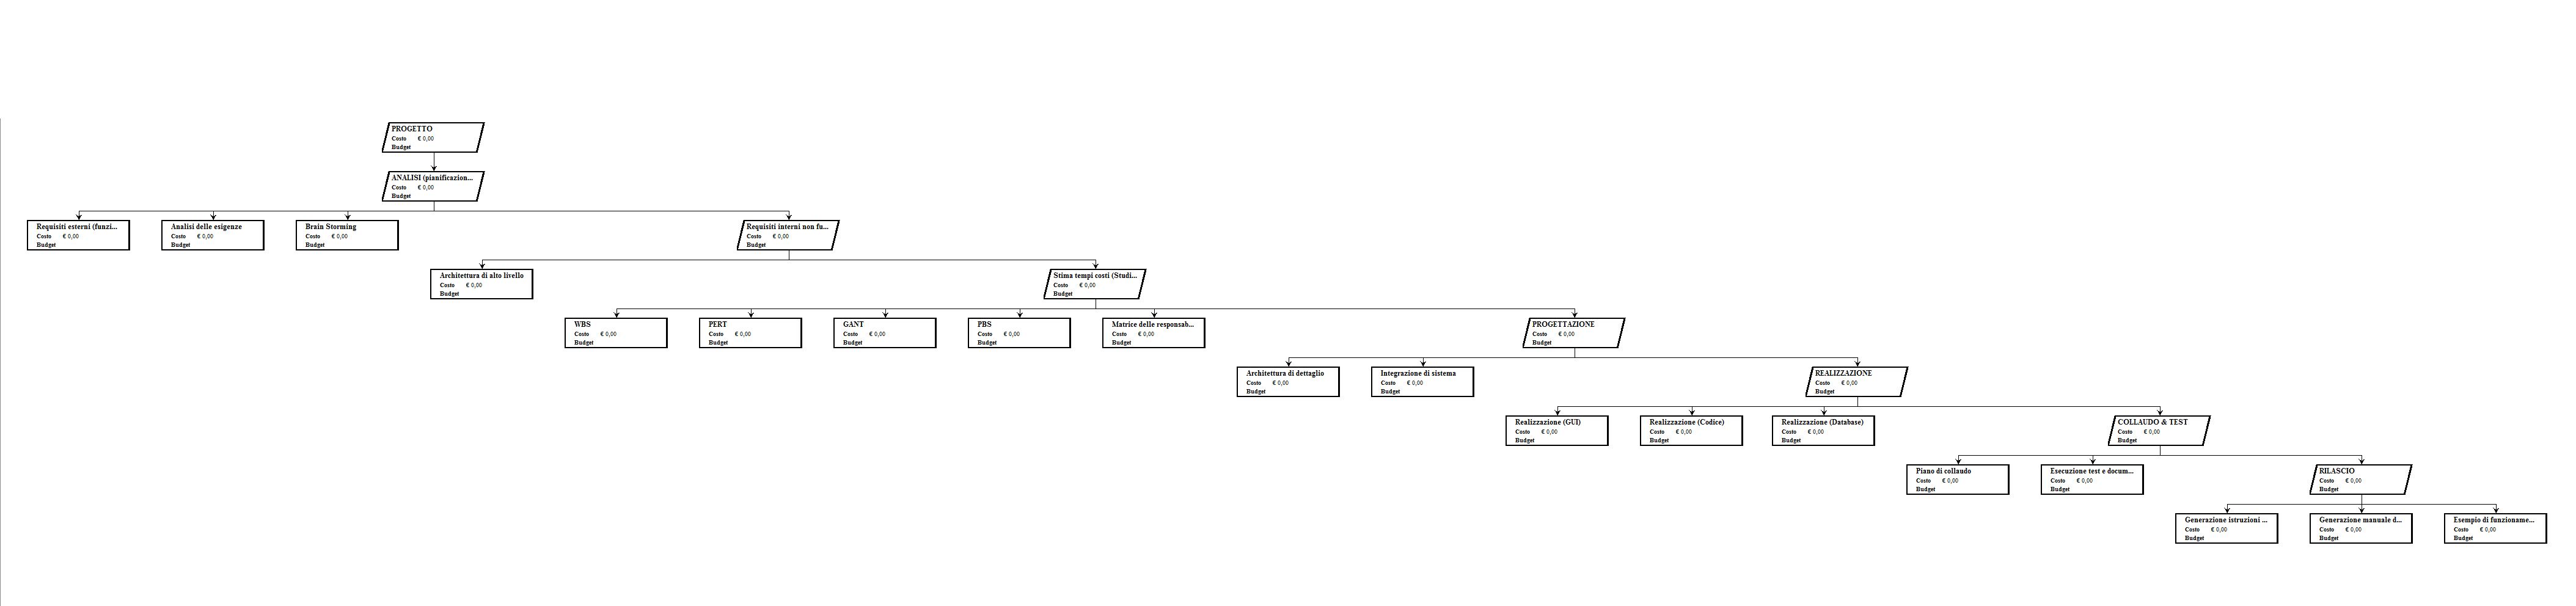 PROGETTO
Costo € 0,00
Budget
ANALISI (pianificazion...
Costo € 0,00
Budget
Requisiti esterni (funzi...
Costo € 0,00
Budget
Analisi delle esigenze
Costo € 0,00
Budget
Brain Storming
Costo € 0,00
Budget
Requisiti interni non fu...
Costo € 0,00
Budget
Architettura di alto livello
Costo € 0,00
Budget
Stima tempi costi (Studi...
Costo € 0,00
Budget
WBS
Costo € 0,00
Budget
PERT
Costo € 0,00
Budget
GANT
Costo € 0,00
Budget
PBS
Costo € 0,00
Budget
Matrice delle responsab...
Costo € 0,00
Budget
PROGETTAZIONE
Costo € 0,00
Budget
Architettura di dettaglio
Costo € 0,00
Budget
Integrazione di sistema
Costo € 0,00
Budget
REALIZZAZIONE
Costo € 0,00
Budget
Realizzazione (GUI)
Costo € 0,00
Budget
Realizzazione (Codice)
Costo € 0,00
Budget
Realizzazione (Database)
Costo € 0,00
Budget
COLLAUDO & TEST
Costo € 0,00
Budget
Piano di collaudo
Costo € 0,00
Budget
Esecuzione test e docum...
Costo € 0,00
Budget
RILASCIO
Costo € 0,00
Budget
Generazione istruzioni ...
Costo € 0,00
Budget
Generazione manuale d...
Costo € 0,00
Budget
Esempio di funzioname...
Costo € 0,00
Budget